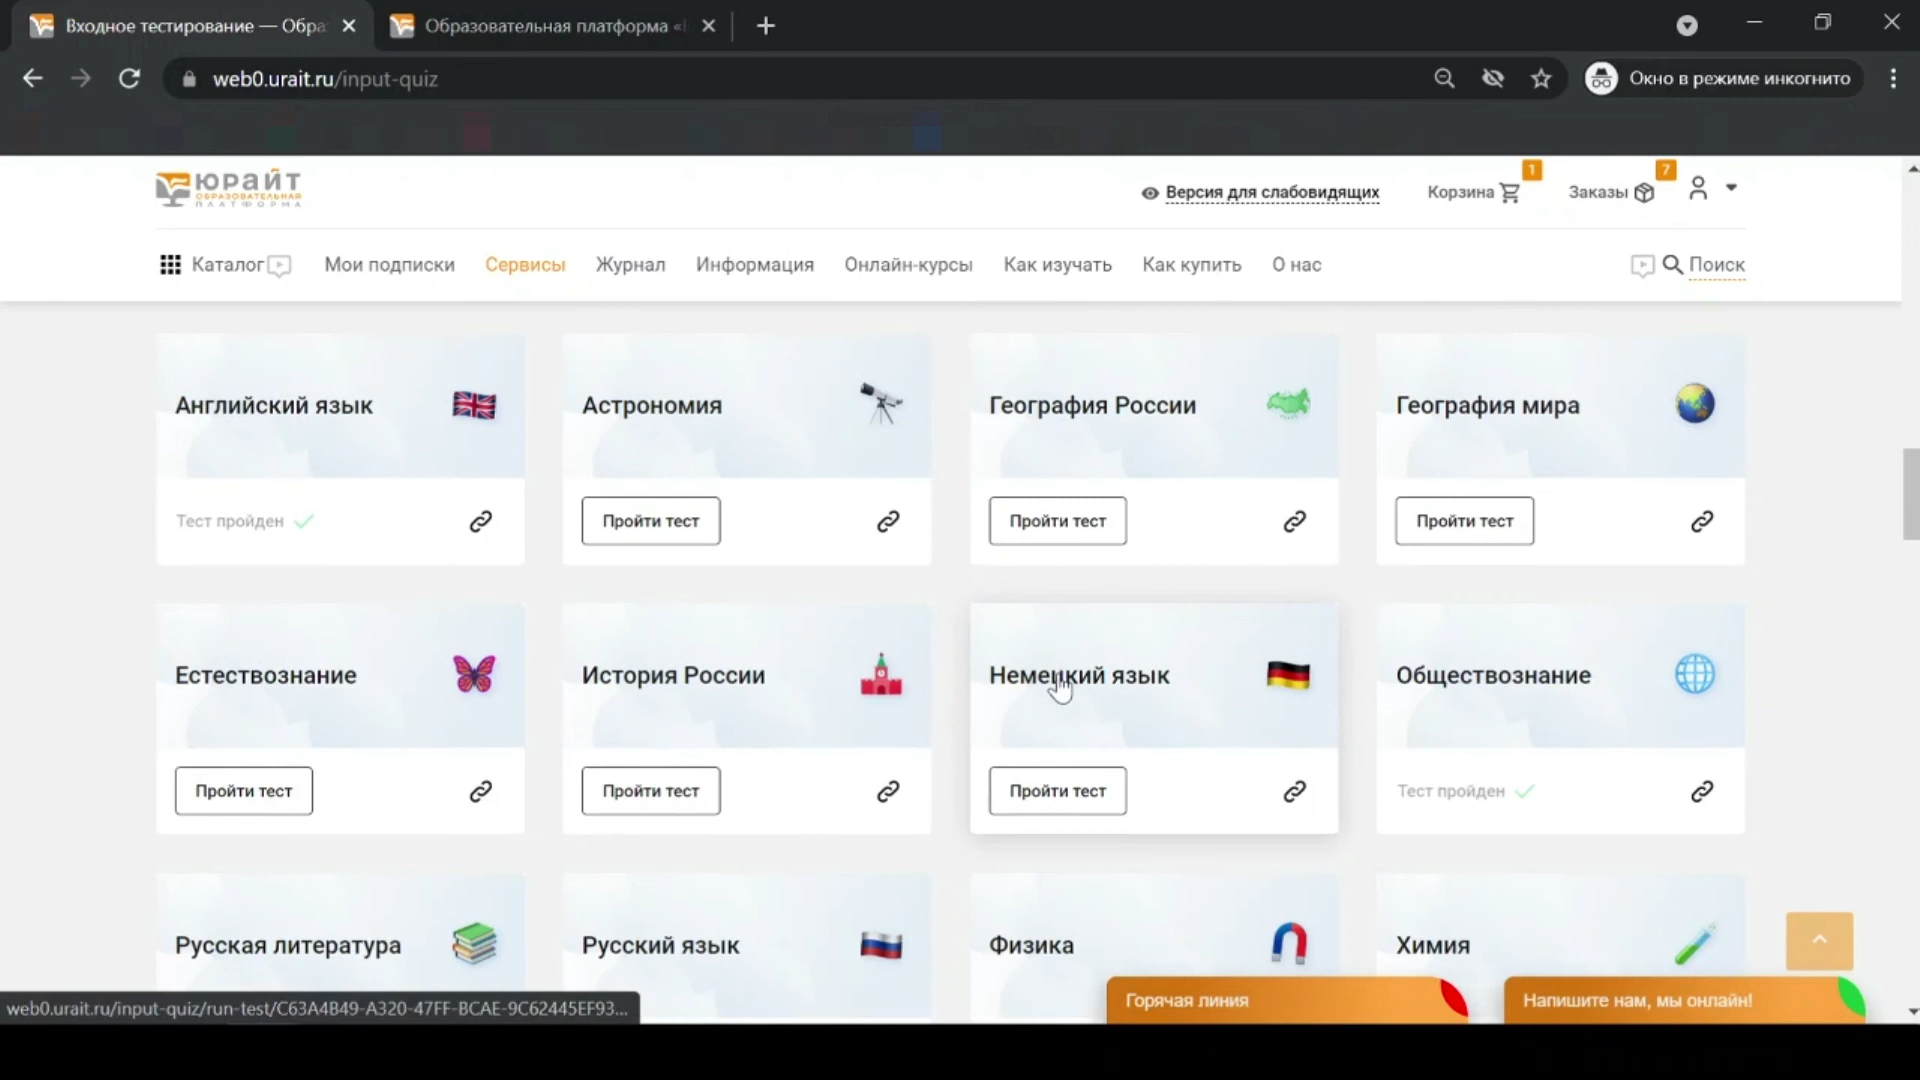 Входное тестирование — Обра
Образовательная платформа «
web0.urait.ru/input-quiz
Окно в режиме инкогнито
юрайт
ОБРАЗОВАТЕЛЬНАЯ
ПЛАТФОРМА
Версия для слабовидящих
Корзина 1
Заказы 7
Каталог Мои подписки Сервисы Журнал Информация Онлайн-курсы Как изучать Как купить О нас Поиск
Английский язык Астрономия География России География мира
Тест пройден Пройти тест Пройти тест Пройти тест
Естествознание История России Немецкий язык Обществознание
Пройти тест Пройти тест Пройти тест Тест пройден
Русская литература Русский язык Физика Химия
Горячая линия Напишите нам, мы онлайн!
web0.urait.ru/input-quiz/run-test/C63A4B49-A320-47FF-BCAE-9C62445EF93...